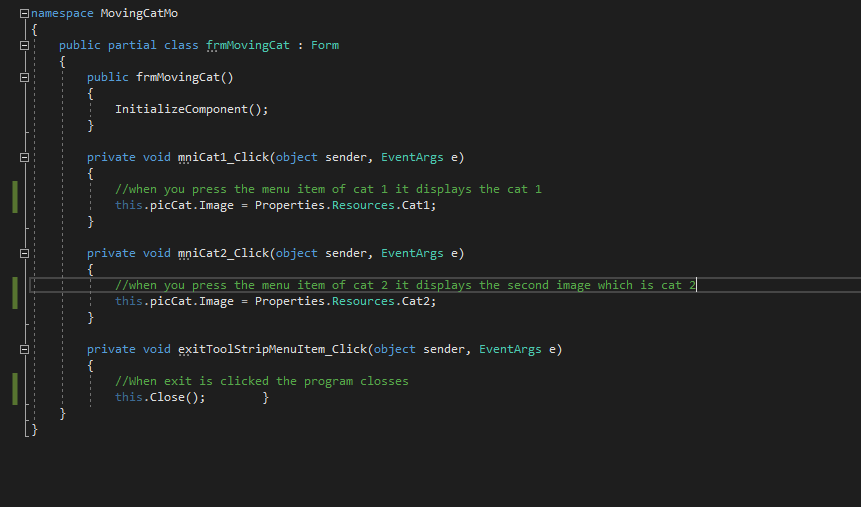 namespace MovingCatMo
{
public partial class frmMovingCat : Form
{
public frmMovingCat()
{
InitializeComponent();
}
private void mniCat1_Click(object sender, EventArgs e)
{
//when you press the menu item of cat 1 it displays the cat 1
this.picCat.Image = Properties.Resources.Cat1;
}
private void mniCat2_Click(object sender, EventArgs e)
{
//when you press the menu item of cat 2 it displays the second image which is cat 2
this.picCat.Image = Properties.Resources.Cat2;
}
private void exitToolStripMenuItem_Click(object sender, EventArgs e)
{
//When exit is clicked the program closses
this.Close();        }
}
}